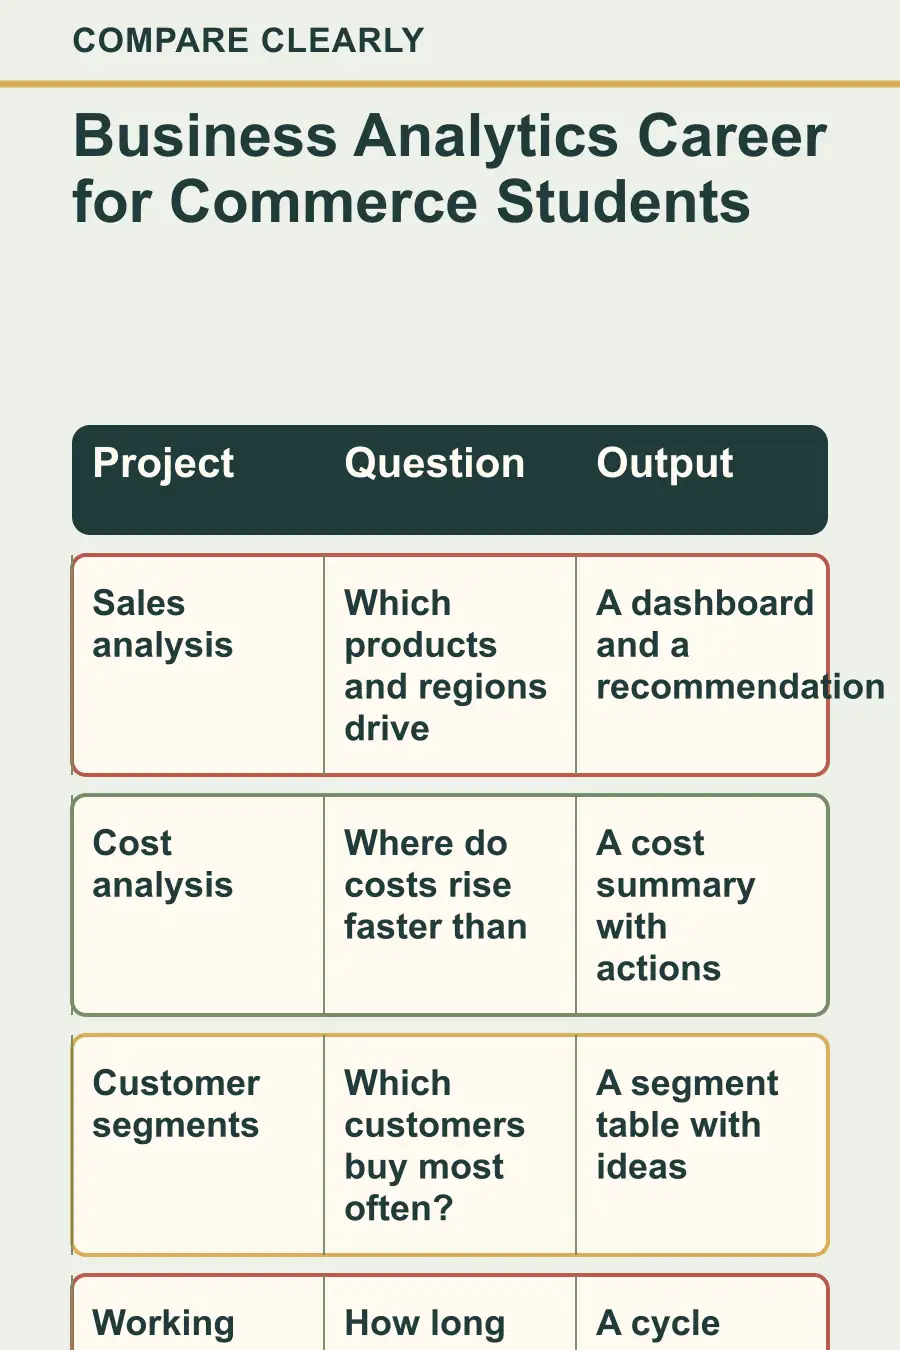 COMPARE CLEARLY
Business Analytics Career
for Commerce Students
Project
Question
Output
Sales
analysis
Which
products
and regions
drive
A dashboard
and a
recommendation
Cost
analysis
Where do
costs rise
faster than
A cost
summary
with
actions
Customer
segments
Which
customers
buy most
often?
A segment
table with
ideas
Working
How long
A cycle